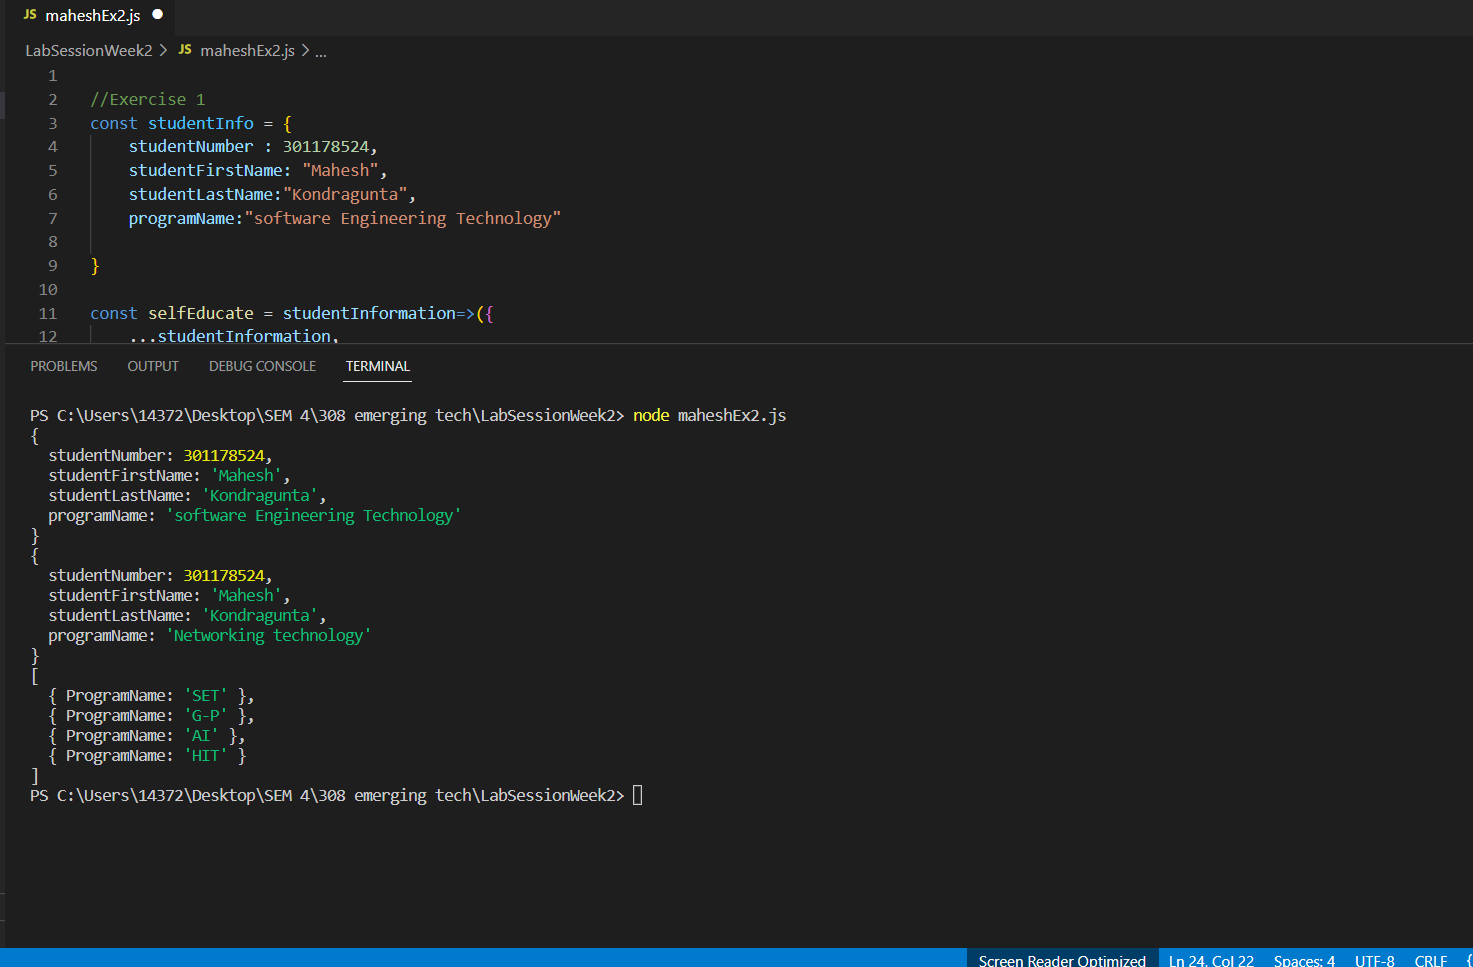 JS maheshEx2.js
LabSessionWeek2 > JS maheshEx2.js > ...
1
2 //Exercise 1
3 const studentInfo = {
4 studentNumber : 301178524,
5 studentFirstName: "Mahesh",
6 studentLastName:"Kondragunta",
7 programName:"software Engineering Technology"
8
9 }
10
11 const selfEducate = studentInformation=>({
12 ...studentInformation,
PROBLEMS OUTPUT DEBUG CONSOLE TERMINAL
PS C:\Users\14372\Desktop\SEM 4\308 emerging tech\LabSessionWeek2> node maheshEx2.js
{
studentNumber: 301178524,
studentFirstName: 'Mahesh',
studentLastName: 'Kondragunta',
programName: 'software Engineering Technology'
}
{
studentNumber: 301178524,
studentFirstName: 'Mahesh',
studentLastName: 'Kondragunta',
programName: 'Networking technology'
}
[
{ ProgramName: 'SET' },
{ ProgramName: 'G-P' },
{ ProgramName: 'AI' },
{ ProgramName: 'HIT' }
]
PS C:\Users\14372\Desktop\SEM 4\308 emerging tech\LabSessionWeek2>
Screen Reader Optimized Ln 24, Col 22 Spaces: 4 UTF-8 CRLF {